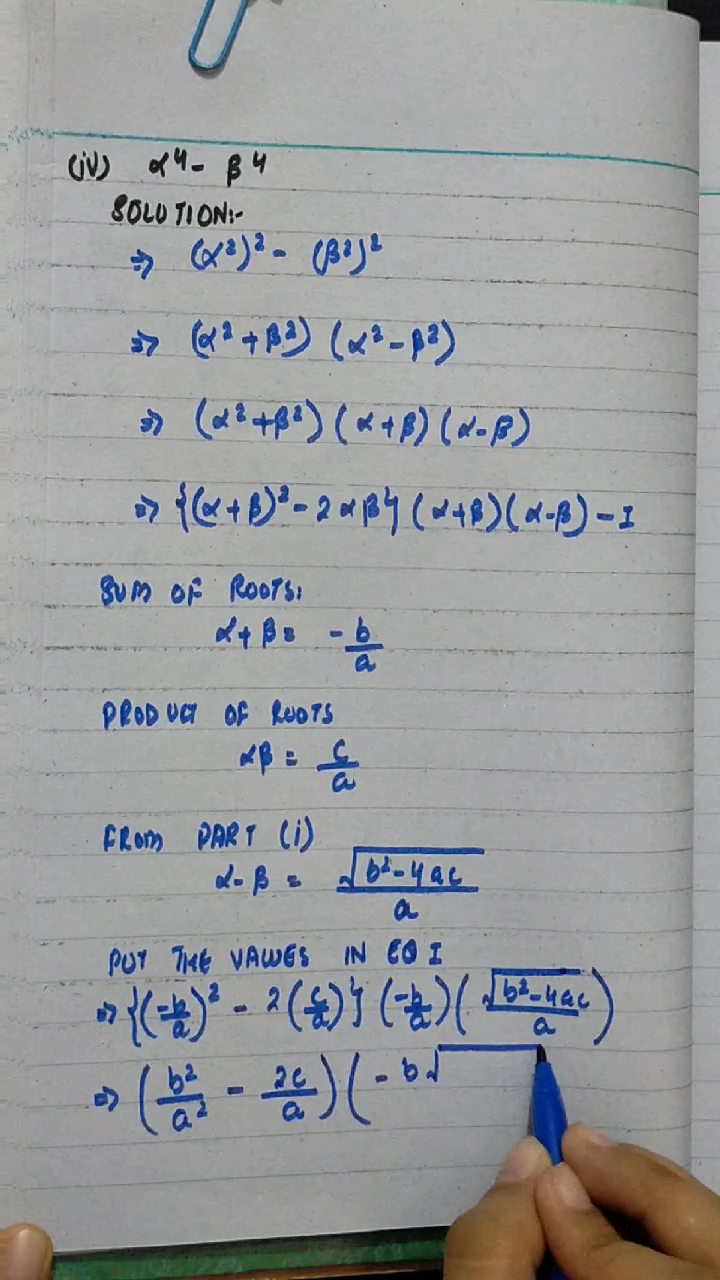 (iv) α⁴ - β⁴
SOLUTION:-
⇒ (α²)² - (β²)²
⇒ (α² + β²) (α² - β²)
⇒ (α² + β²) (α + β) (α - β)
⇒ {(α + β)² - 2αβ} (α + β) (α - β) - I
SUM OF ROOTS:
α + β = -b/a
PRODUCT OF ROOTS
αβ = c/a
FROM PART (i)
α - β = √(b² - 4ac)/a
PUT THE VALUES IN EQ I
⇒ {(-b/a)² - 2(c/a)} (-b/a) (√(b² - 4ac)/a)
⇒ (b²/a² - 2c/a) (-b√